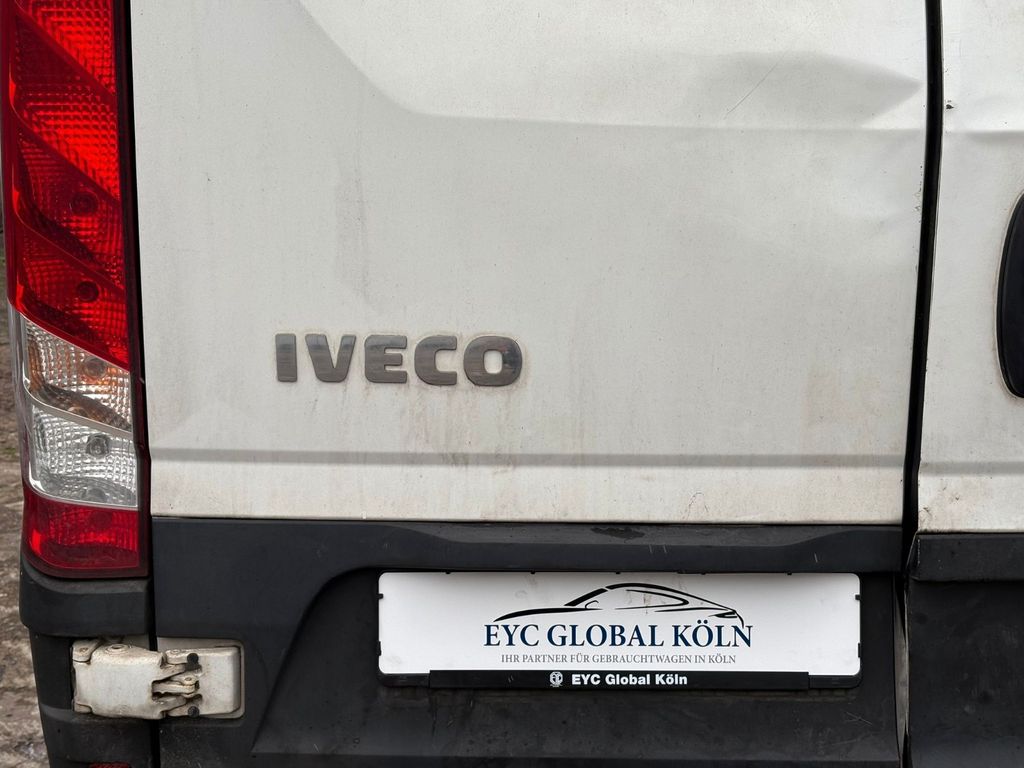 IVECO
EYC GLOBAL KÖLN
IHR PARTNER FÜR GEBRAUCHTWAGEN IN KÖLN
EYC Global Köln